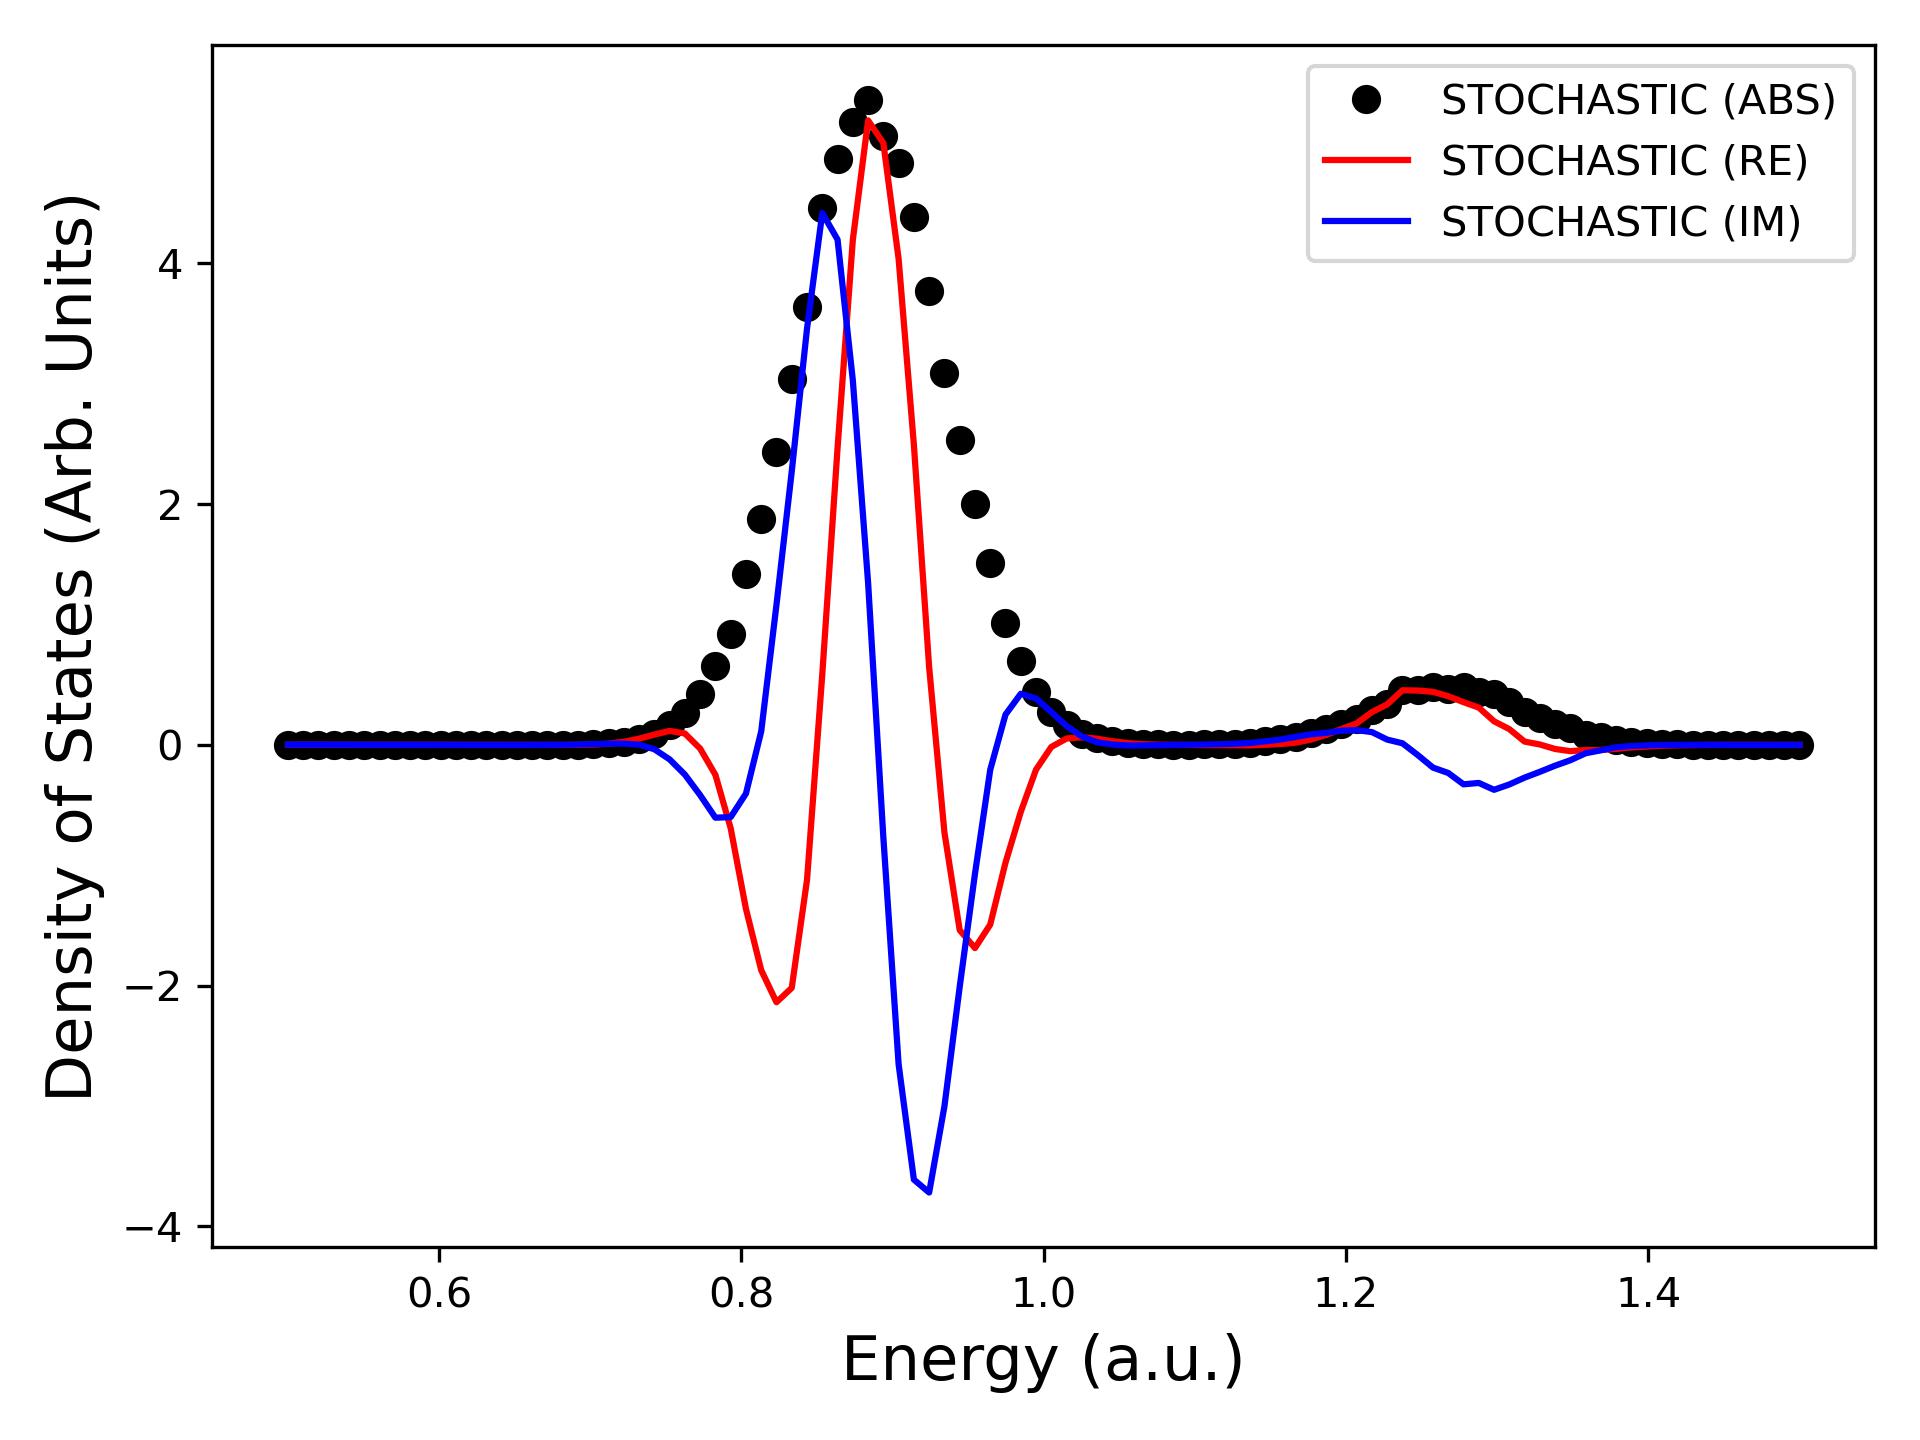 STOCHASTIC (ABS)
STOCHASTIC (RE)
STOCHASTIC (IM)
Density of States (Arb. Units)
4
2
0
−2
−4
0.6 0.8 1.0 1.2 1.4
Energy (a.u.)